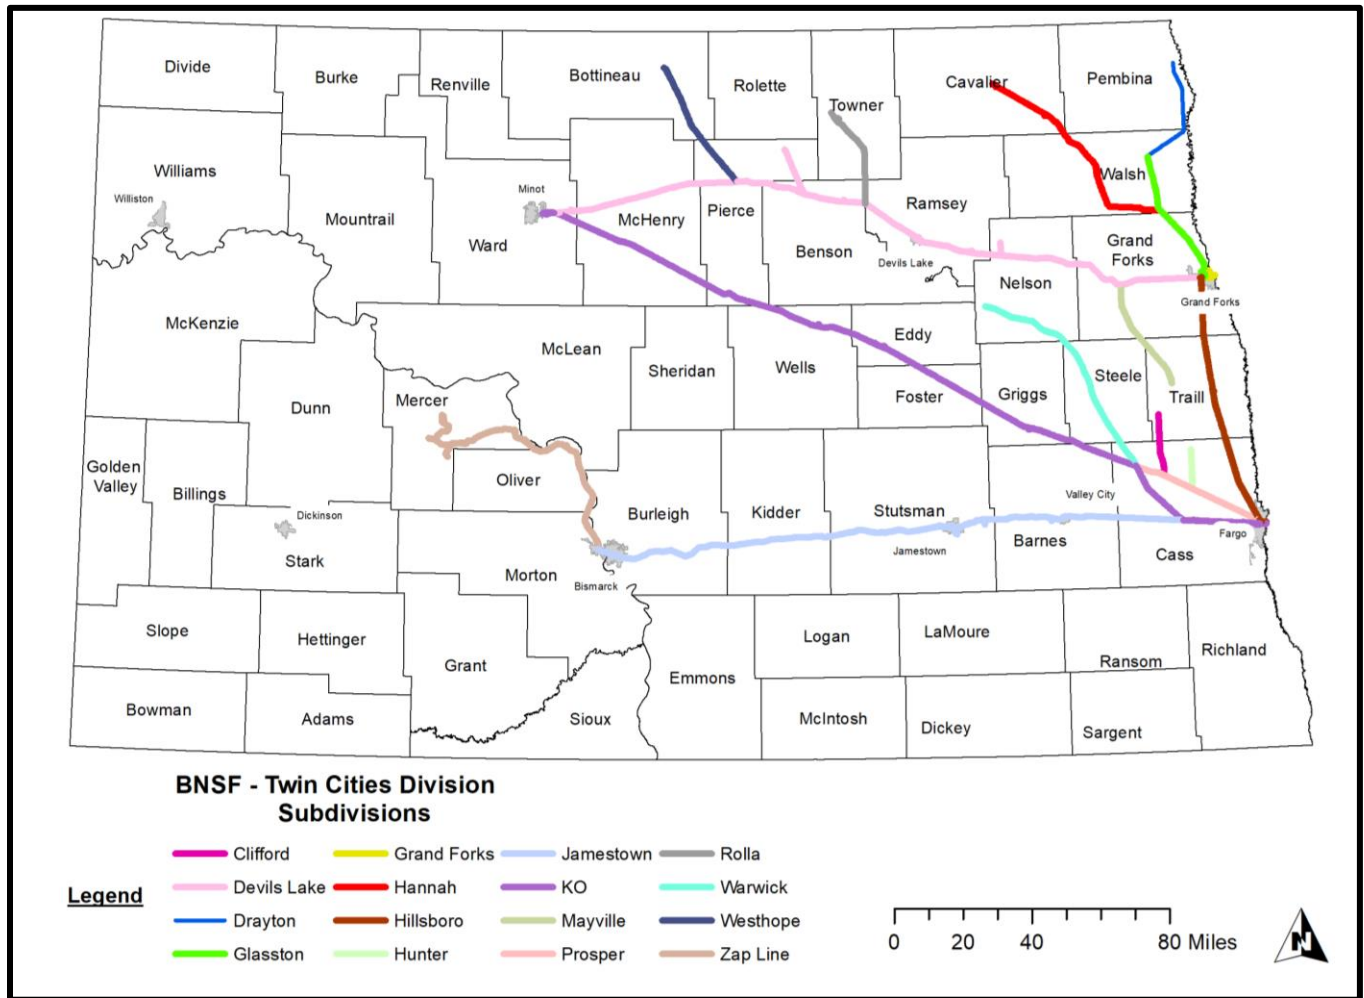 Divide
Burke
Renville
Bottineau
Rolette
Towner
Cavalier
Pembina
Williams
Williston
Mountrail
Minot
Ward
McHenry
Pierce
Benson
Ramsey
Devils Lake
Walsh
Grand
Forks
Nelson
Grand Forks
McKenzie
McLean
Sheridan
Wells
Eddy
Foster
Griggs
Steele
Traill
Dunn
Mercer
Golden
Valley
Billings
Oliver
Dickinson
Stark
Burleigh
Kidder
Stutsman
Jamestown
Valley City
Barnes
Fargo
Cass
Morton
Bismarck
Slope
Hettinger
Grant
Emmons
Logan
LaMoure
Ransom
Richland
Bowman
Adams
Sioux
McIntosh
Dickey
Sargent
BNSF - Twin Cities Division
Subdivisions
Legend
Clifford
Grand Forks
Jamestown
Rolla
Devils Lake
Hannah
KO
Warwick
Drayton
Hillsboro
Mayville
Westhope
Glasston
Hunter
Prosper
Zap Line
0 20 40 80 Miles
N